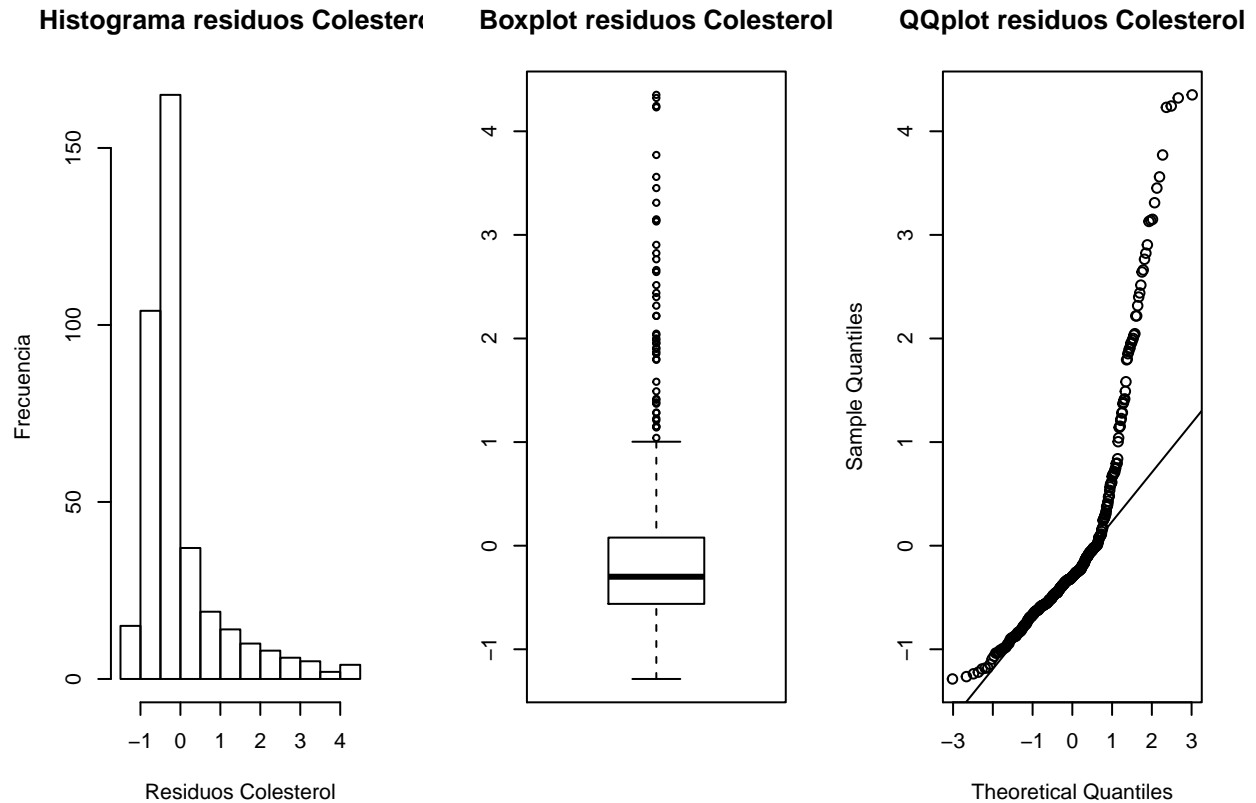 Histograma residuos Colestero
Frecuencia
0
50
100
150
−1 0 1 2 3 4
Residuos Colesterol
Boxplot residuos Colesterol
−1
0
1
2
3
4
QQplot residuos Colesterol
Sample Quantiles
−1
0
1
2
3
4
−3 −2 −1 0 1 2 3
Theoretical Quantiles